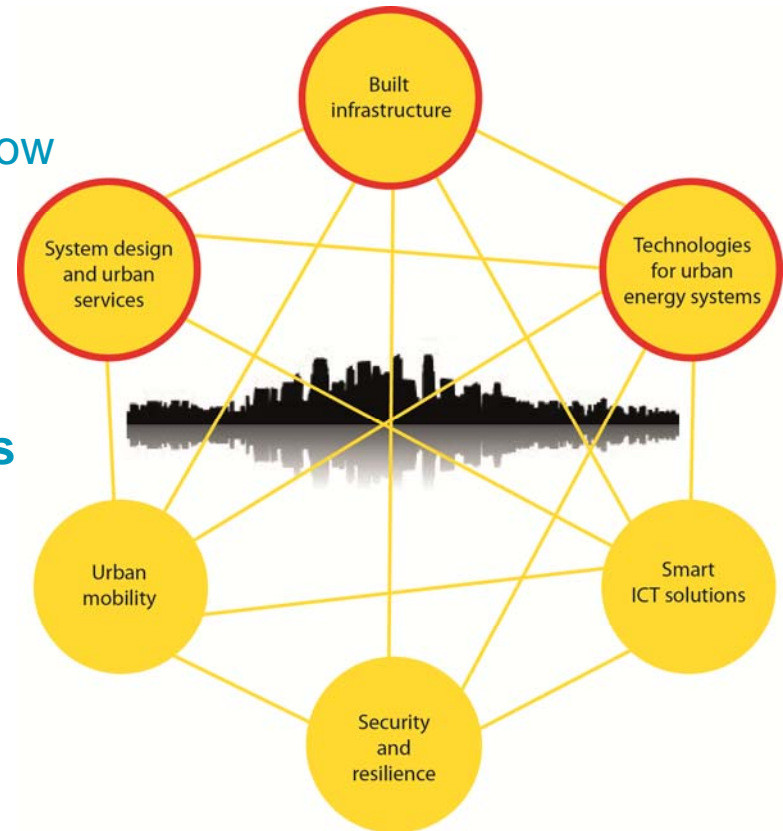 Built
infrastructure
ow
System design
and urban
services
Technologies
for urban
energy systems
s
Urban
mobility
Smart
ICT solutions
Security
and
resilience